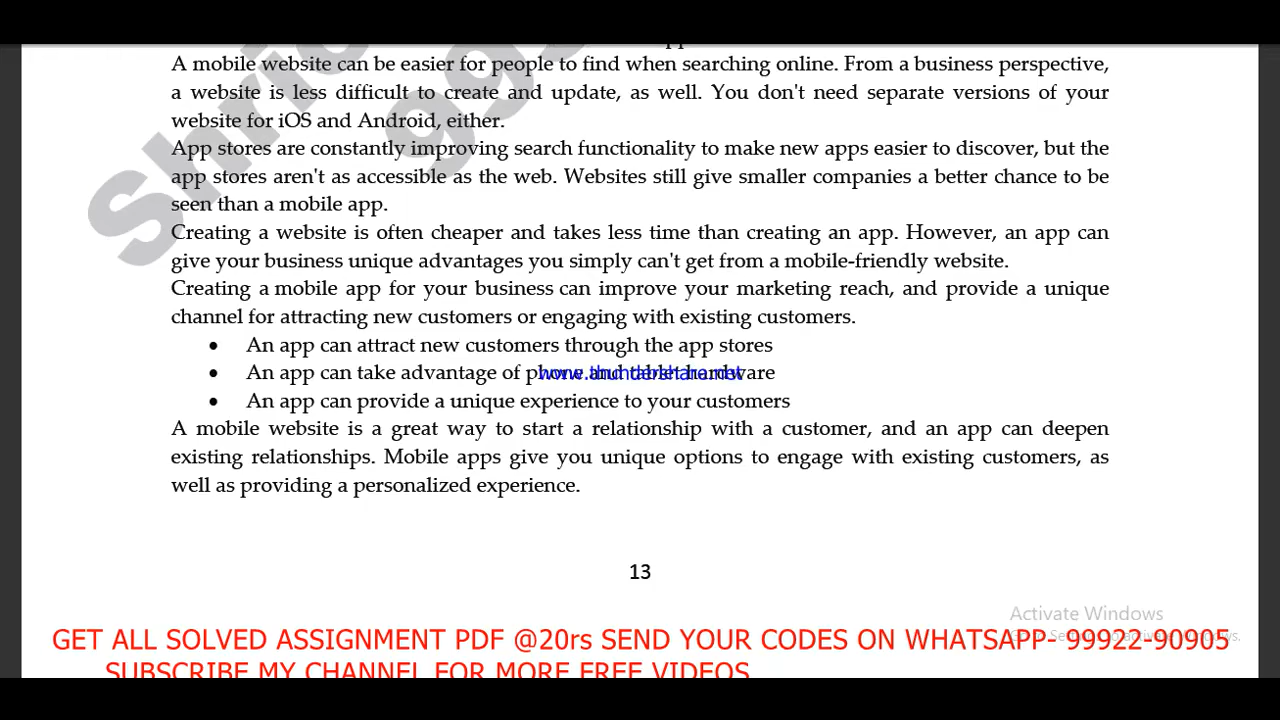 A mobile website can be easier for people to find when searching online. From a business perspective,
a website is less difficult to create and update, as well. You don't need separate versions of your
website for iOS and Android, either.
App stores are constantly improving search functionality to make new apps easier to discover, but the
app stores aren't as accessible as the web. Websites still give smaller companies a better chance to be
seen than a mobile app.
Creating a website is often cheaper and takes less time than creating an app. However, an app can
give your business unique advantages you simply can't get from a mobile-friendly website.
Creating a mobile app for your business can improve your marketing reach, and provide a unique
channel for attracting new customers or engaging with existing customers.
• An app can attract new customers through the app stores
• An app can take advantage of phone and tablet hardware
www.thundershare.net
• An app can provide a unique experience to your customers
A mobile website is a great way to start a relationship with a customer, and an app can deepen
existing relationships. Mobile apps give you unique options to engage with existing customers, as
well as providing a personalized experience.
13
Activate Windows
GET ALL SOLVED ASSIGNMENT PDF @20rs SEND YOUR CODES ON WHATSAPP- 99922-90905
SUBSCRIBE MY CHANNEL FOR MORE FREE VIDEOS